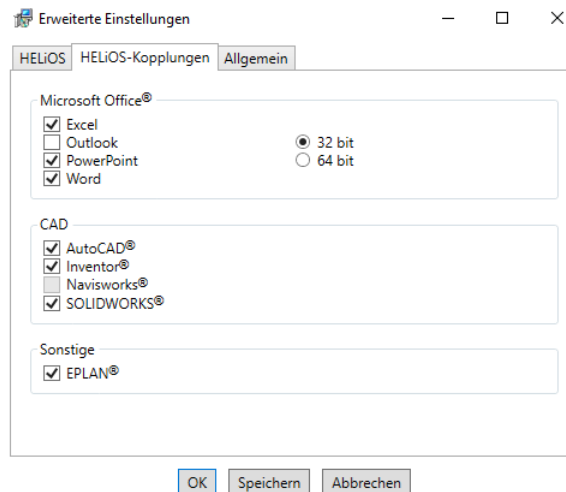 Erweiterte Einstellungen
HELiOS HELiOS-Kopplungen Allgemein
Microsoft Office®
Excel
Outlook 32 bit
PowerPoint 64 bit
Word
CAD
AutoCAD®
Inventor®
Navisworks®
SOLIDWORKS®
Sonstige
EPLAN®
OK Speichern Abbrechen